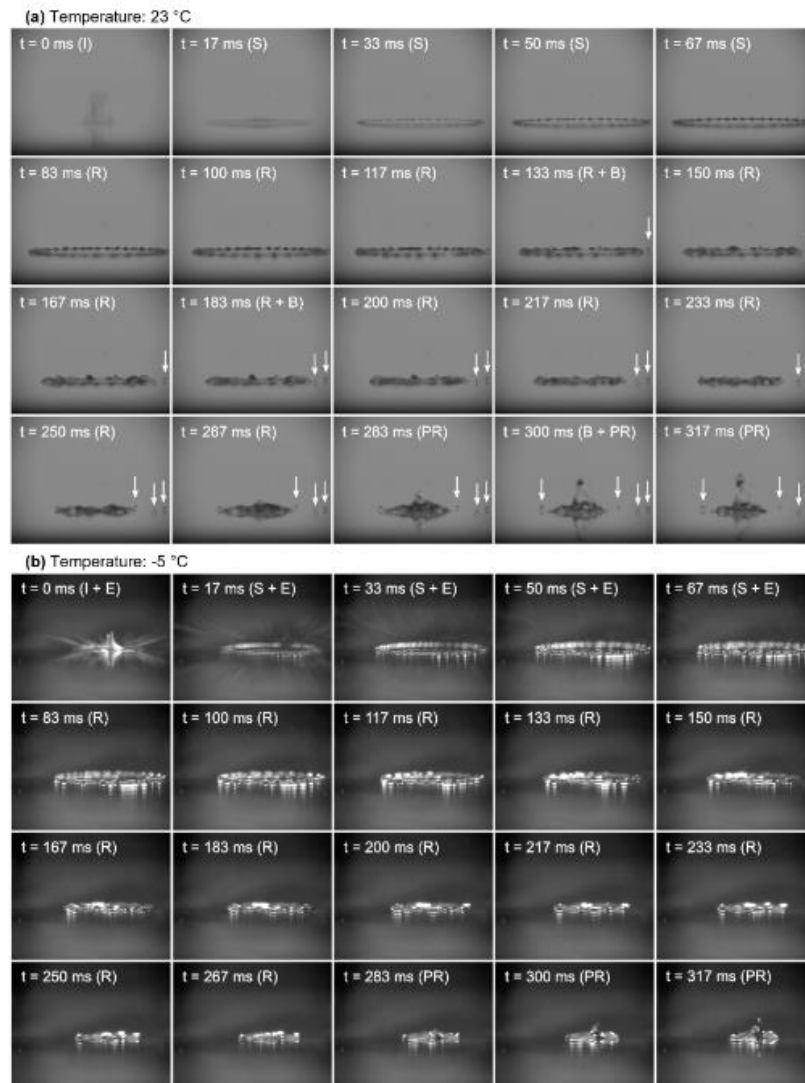 (a) Temperature: 23 °C
t = 0 ms (I) t = 17 ms (S) t = 33 ms (S) t = 50 ms (S) t = 67 ms (S)
t = 83 ms (R) t = 100 ms (R) t = 117 ms (R) t = 133 ms (R + B) t = 150 ms (R)
t = 167 ms (R) t = 183 ms (R + B) t = 200 ms (R) t = 217 ms (R) t = 233 ms (R)
t = 250 ms (R) t = 267 ms (R) t = 283 ms (PR) t = 300 ms (B + PR) t = 317 ms (PR)
(b) Temperature: -5 °C
t = 0 ms (I + E) t = 17 ms (S + E) t = 33 ms (S + E) t = 50 ms (S + E) t = 67 ms (S + E)
t = 83 ms (R) t = 100 ms (R) t = 117 ms (R) t = 133 ms (R) t = 150 ms (R)
t = 167 ms (R) t = 183 ms (R) t = 200 ms (R) t = 217 ms (R) t = 233 ms (R)
t = 250 ms (R) t = 267 ms (R) t = 283 ms (PR) t = 300 ms (PR) t = 317 ms (PR)